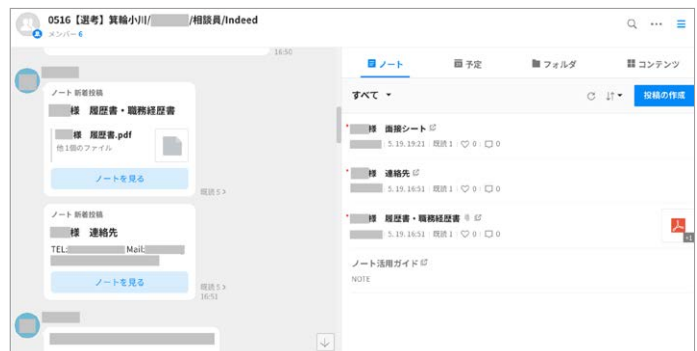 0516【選考】箕輪小川/ /相談員/Indeed
メンバー 6
16:50
ノート 新着投稿
様 履歴書・職務経歴書
様 履歴書.pdf
他1個のファイル
ノートを見る
既読 5 >
ノート 新着投稿
様 連絡先
TEL: Mail:
ノートを見る
既読 5 >
16:51
ノート
予定
フォルダ
コンテンツ
すべて
投稿の作成
様 面接シート
5. 19. 19:21 既読 1 0 0
様 連絡先
5. 19. 16:51 既読 1 0 0
様 履歴書・職務経歴書
5. 19. 16:51 既読 1 0 0
+1
ノート活用ガイド
NOTE